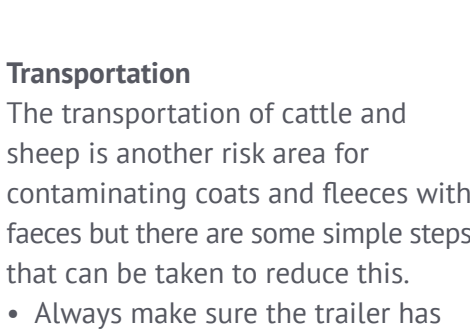 Transportation
The transportation of cattle and
sheep is another risk area for
contaminating coats and fleeces with
faeces but there are some simple steps
that can be taken to reduce this.
• Always make sure the trailer has